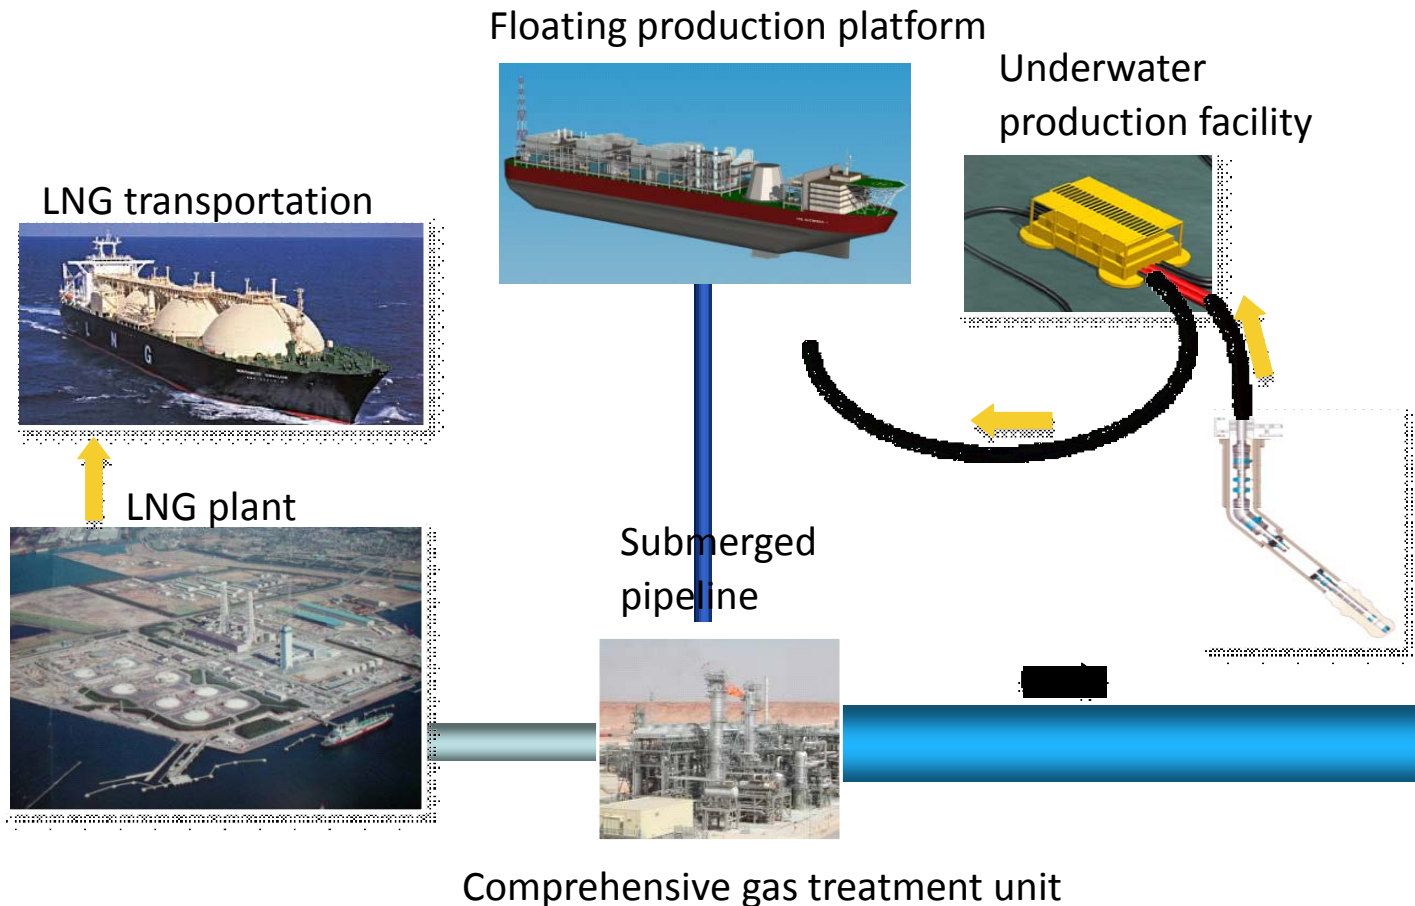 Floating production platform
Underwater
production facility
LNG transportation
L N G
LNG plant
Submerged
pipeline
Comprehensive gas treatment unit